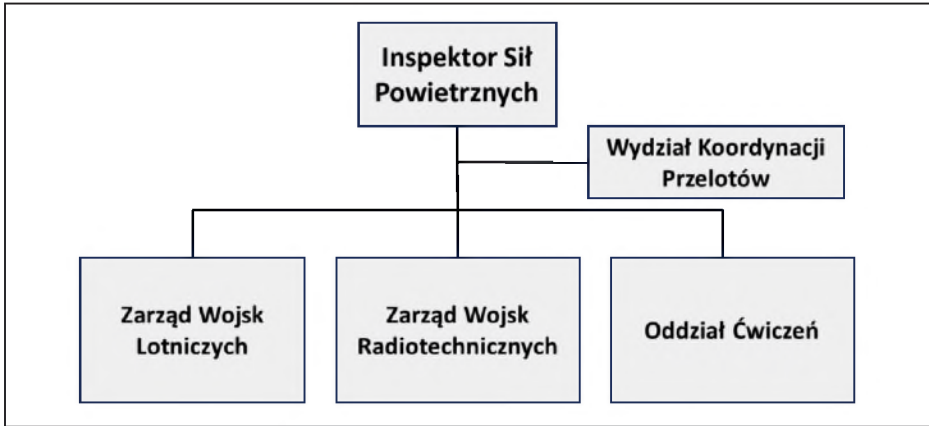 Inspektor Sił
Powietrznych
Wydział Koordynacji
Przelotów
Zarząd Wojsk
Lotniczych
Zarząd Wojsk
Radiotechnicznych
Oddział Ćwiczeń